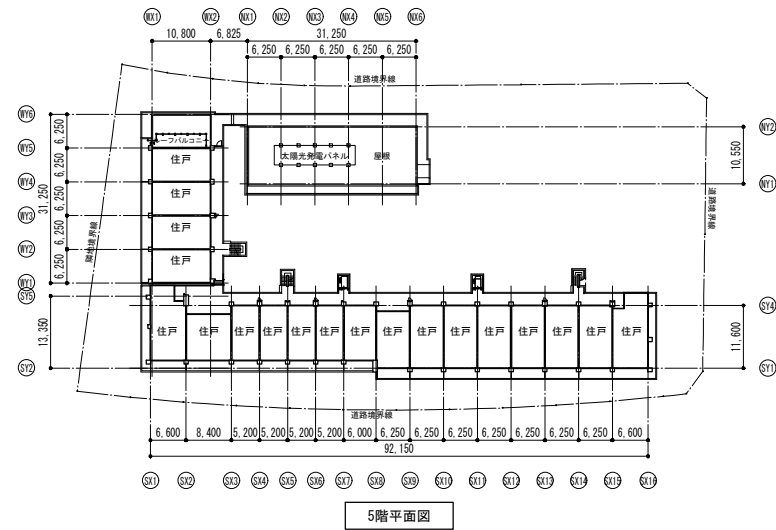 WX1 WX2 NX1 NX2 NX3 NX4 NX5 NX6
10,800 6,825 31,250
6,250 6,250 6,250 6,250 6,250
道路境界線
WY6
WY5
WY4
WY3
WY2
WY1
SY5
SY2
6,250
6,250
6,250
6,250
6,250
31,250
13,350
隣地境界線
ルーフバルコニー
住戸
住戸
住戸
住戸
太陽光発電パネル 屋根
NY2
NY1
10,550
道路境界線
SY4
SY1
11,600
住戸 住戸 住戸 住戸 住戸 住戸 住戸 住戸 住戸 住戸 住戸 住戸 住戸 住戸
道路境界線
6,600 8,400 5,200 5,200 5,200 5,200 6,000 6,250 6,250 6,250 6,250 6,250 6,250 6,250 6,600
92,150
SX1 SX2 SX3 SX4 SX5 SX6 SX7 SX8 SX9 SX10 SX11 SX12 SX13 SX14 SX15 SX16
5階平面図